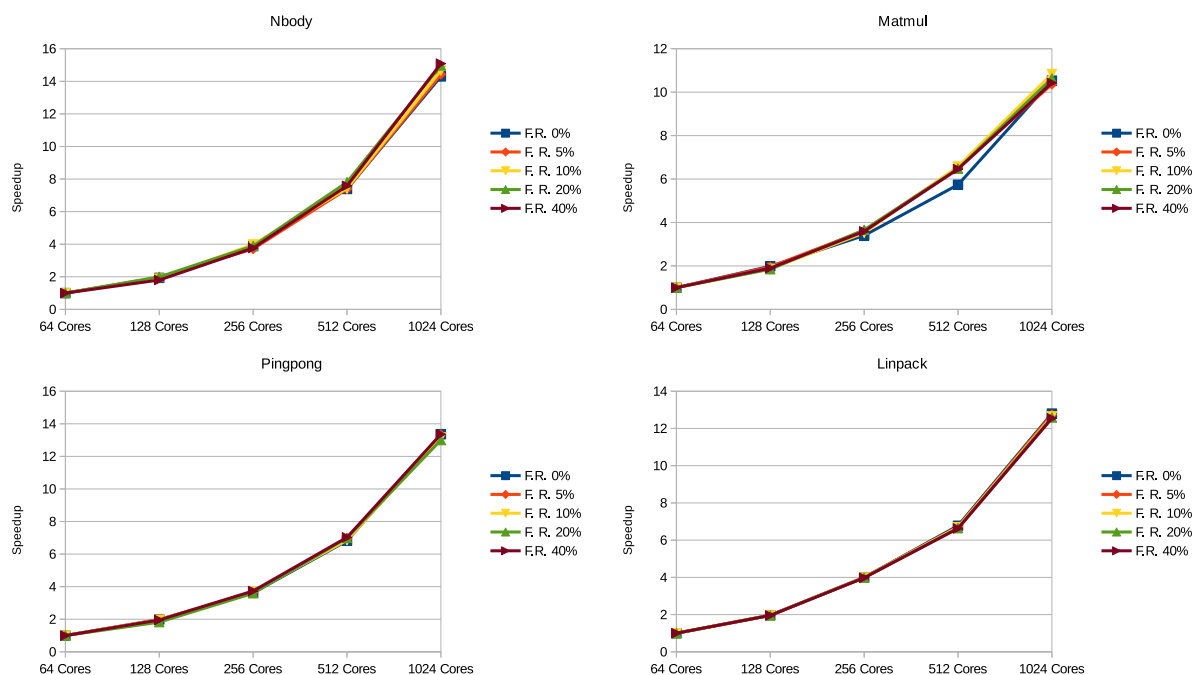 Nbody
16
14
12
10
8
6
4
2
0
Speedup
64 Cores 128 Cores 256 Cores 512 Cores 1024 Cores
F.R. 0%
F. R. 5%
F. R. 10%
F. R. 20%
F.R. 40%
Matmul
12
10
8
6
4
2
0
Speedup
64 Cores 128 Cores 256 Cores 512 Cores 1024 Cores
F.R. 0%
F. R. 5%
F. R. 10%
F. R. 20%
F.R. 40%
Pingpong
16
14
12
10
8
6
4
2
0
Speedup
64 Cores 128 Cores 256 Cores 512 Cores 1024 Cores
F.R. 0%
F. R. 5%
F. R. 10%
F. R. 20%
F.R. 40%
Linpack
14
12
10
8
6
4
2
0
Speedup
64 Cores 128 Cores 256 Cores 512 Cores 1024 Cores
F.R. 0%
F. R. 5%
F. R. 10%
F. R. 20%
F.R. 40%